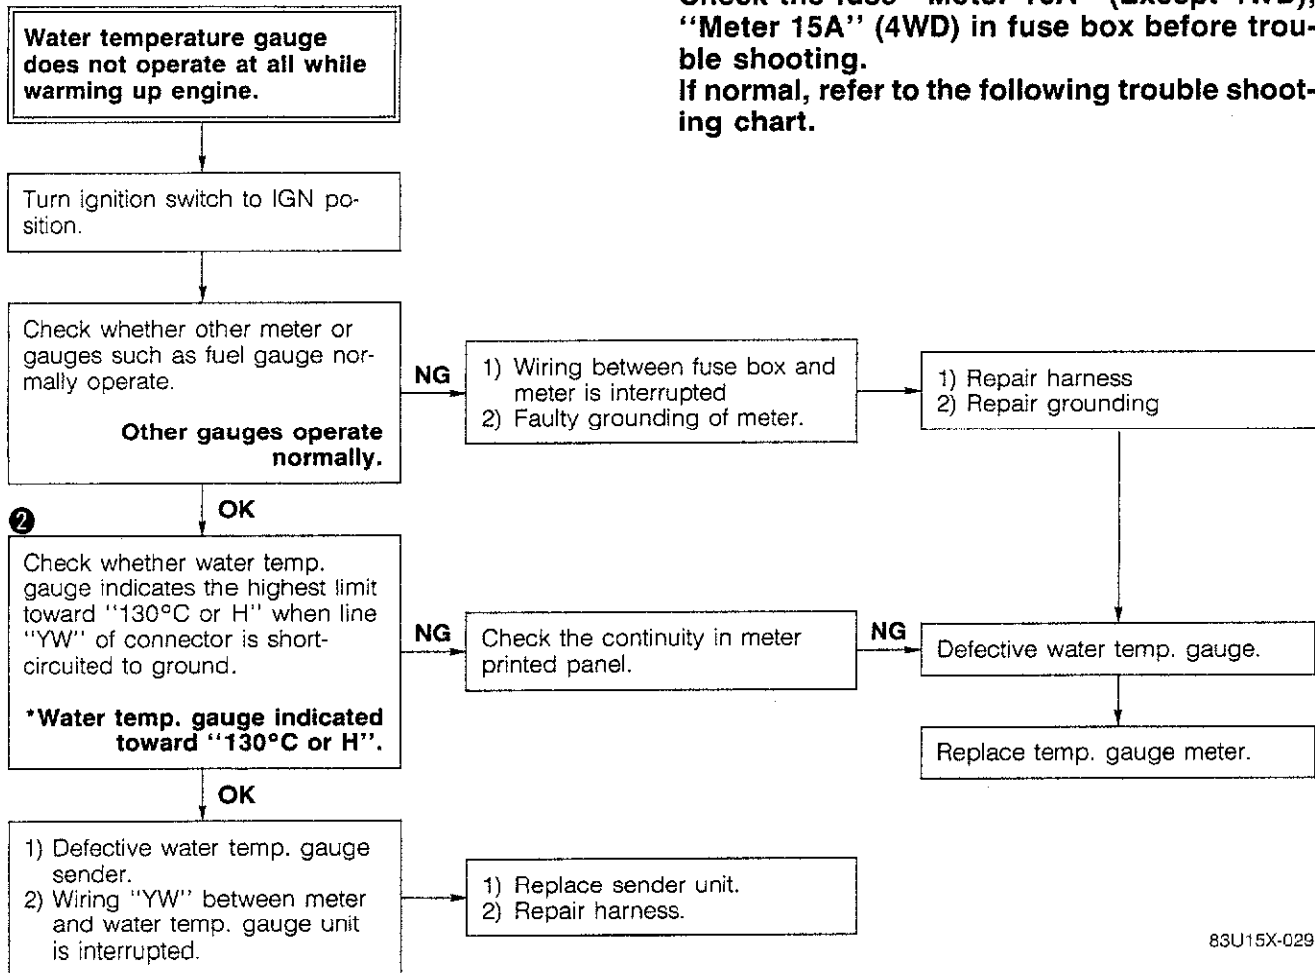 "Meter 15A" (4WD) in fuse box before trou-
ble shooting.
If normal, refer to the following trouble shoot-
ing chart.
Water temperature gauge
does not operate at all while
warming up engine.
Turn ignition switch to IGN po-
sition.
Check whether other meter or
gauges such as fuel gauge nor-
mally operate.
Other gauges operate
normally.
NG
1) Wiring between fuse box and
meter is interrupted
2) Faulty grounding of meter.
1) Repair harness
2) Repair grounding
OK
❷
Check whether water temp.
gauge indicates the highest limit
toward "130°C or H" when line
"YW" of connector is short-
circuited to ground.
*Water temp. gauge indicated
toward "130°C or H".
NG
Check the continuity in meter
printed panel.
NG
Defective water temp. gauge.
Replace temp. gauge meter.
OK
1) Defective water temp. gauge
sender.
2) Wiring "YW" between meter
and water temp. gauge unit
is interrupted.
1) Replace sender unit.
2) Repair harness.
83U15X-029